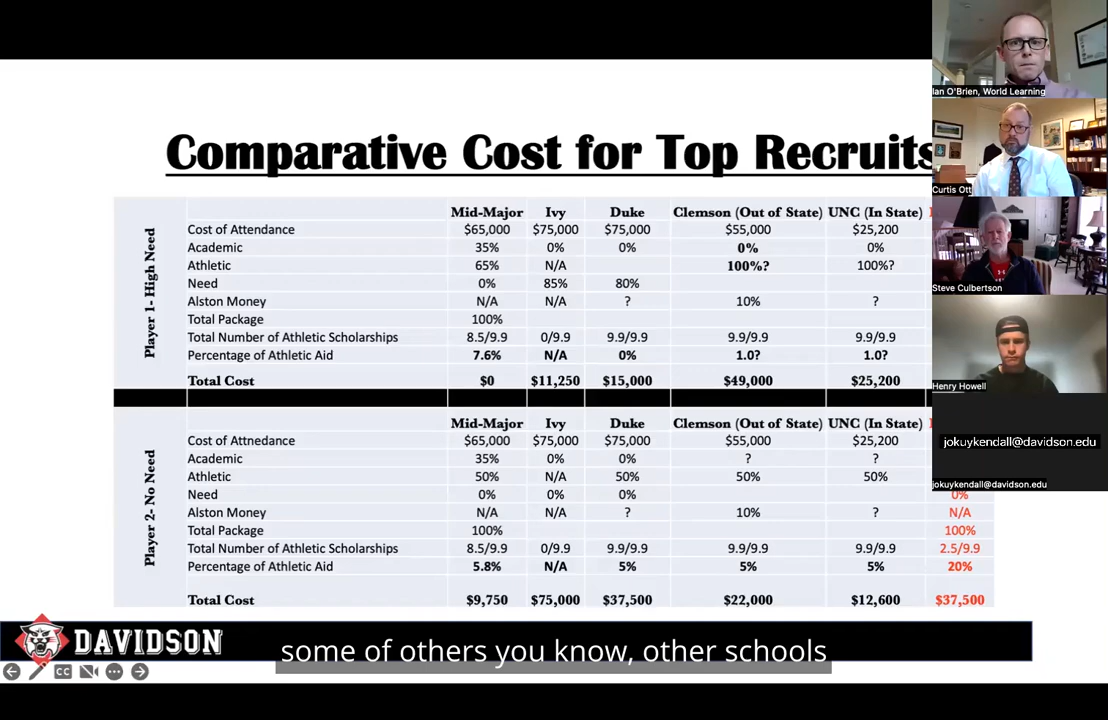 Comparative Cost for Top Recruits
Player 1- High Need
Mid-Major Ivy Duke Clemson (Out of State) UNC (In State)
Cost of Attendance $65,000 $75,000 $75,000 $55,000 $25,200
Academic 35% 0% 0% 0% 0%
Athletic 65% N/A 100%? 100%?
Need 0% 85% 80%
Alston Money N/A N/A ? 10% ?
Total Package 100%
Total Number of Athletic Scholarships 8.5/9.9 0/9.9 9.9/9.9 9.9/9.9 9.9/9.9
Percentage of Athletic Aid 7.6% N/A 0% 1.0? 1.0?
Total Cost $0 $11,250 $15,000 $49,000 $25,200
Player 2- No Need
Mid-Major Ivy Duke Clemson (Out of State) UNC (In State)
Cost of Attnedance $65,000 $75,000 $75,000 $55,000 $25,200
Academic 35% 0% 0% ? ?
Athletic 50% N/A 50% 50% 50%
Need 0% 0% 0% 0%
Alston Money N/A N/A ? 10% ? N/A
Total Package 100% 100%
Total Number of Athletic Scholarships 8.5/9.9 0/9.9 9.9/9.9 9.9/9.9 9.9/9.9 2.5/9.9
Percentage of Athletic Aid 5.8% N/A 5% 5% 5% 20%
Total Cost $9,750 $75,000 $37,500 $22,000 $12,600 $37,500
DAVIDSON
CC
some of others you know, other schools
Ian O'Brien, World Learning
Curtis Ott
Steve Culbertson
Henry Howell
jokuykendall@davidson.edu
jokuykendall@davidson.edu